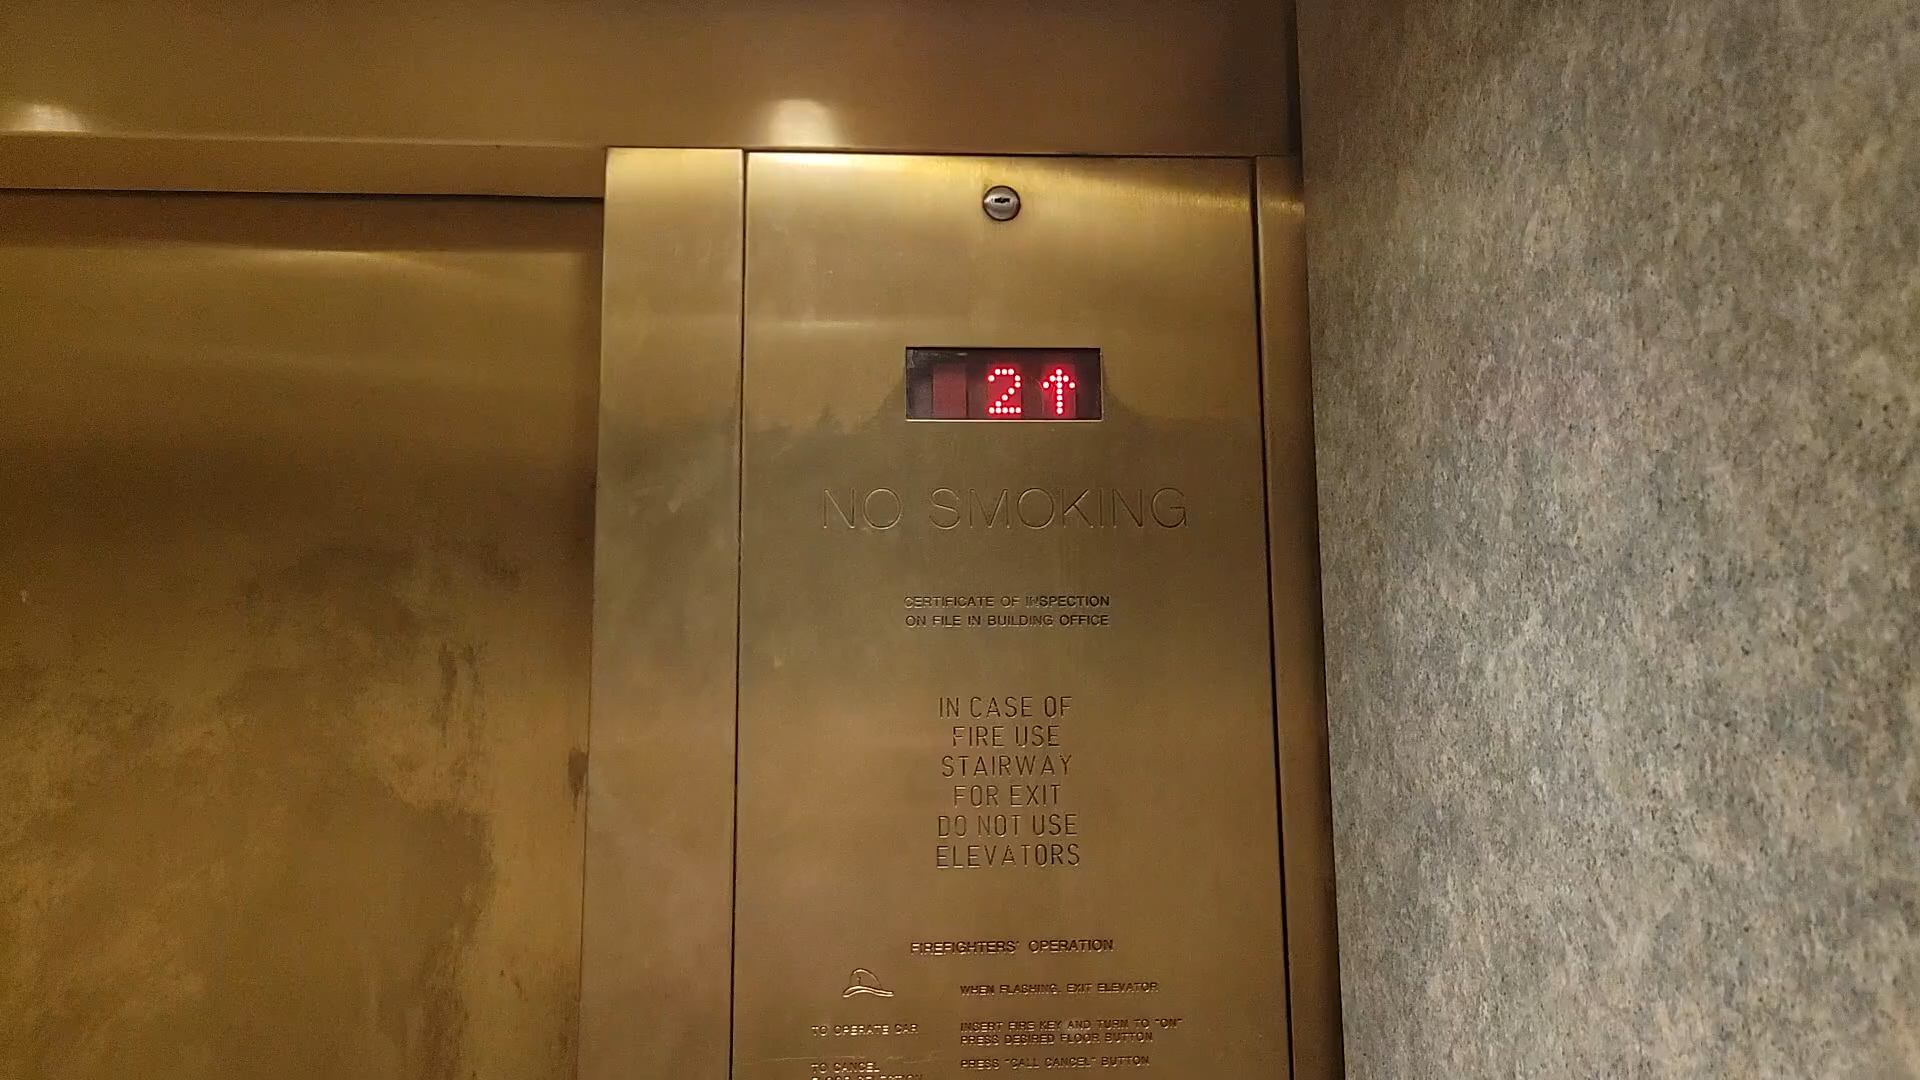 2↑
NO SMOKING
CERTIFICATE OF INSPECTION
ON FILE IN BUILDING OFFICE
IN CASE OF
FIRE USE
STAIRWAY
FOR EXIT
DO NOT USE
ELEVATORS
FIREFIGHTERS' OPERATION
WHEN FLASHING, EXIT ELEVATOR
TO OPERATE CAR
INSERT FIRE KEY AND TURN TO "ON"
PRESS DESIRED FLOOR BUTTON
TO CANCEL
PRESS "CALL CANCEL" BUTTON